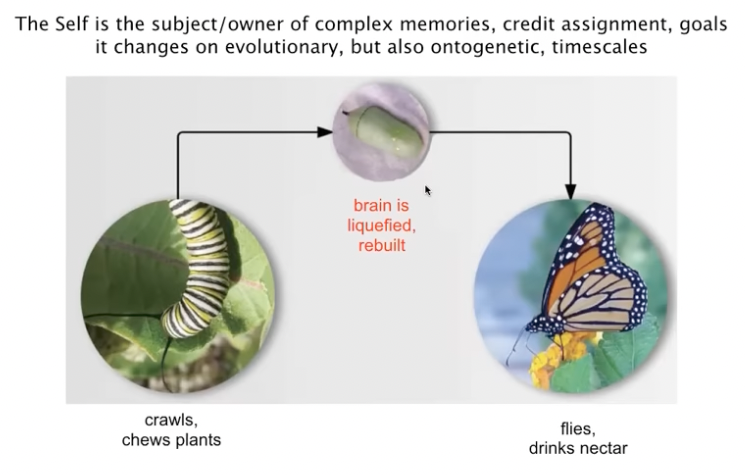 The Self is the subject/owner of complex memories, credit assignment, goals
it changes on evolutionary, but also ontogenetic, timescales
brain is
liquefied,
rebuilt
crawls,
chews plants
flies,
drinks nectar